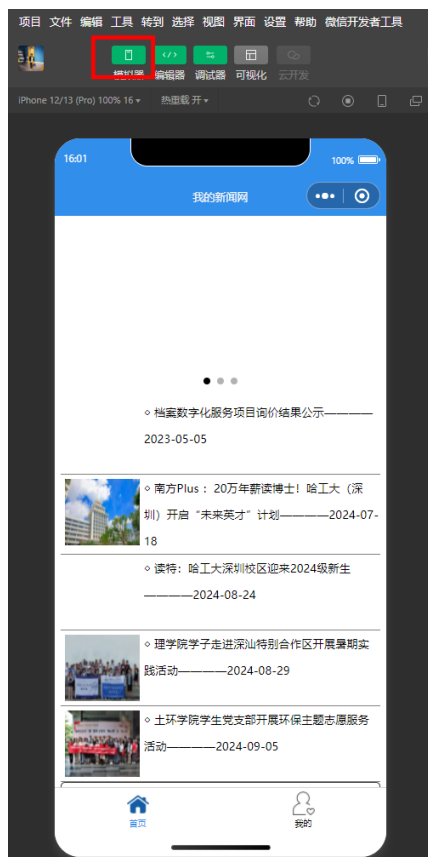 项目 文件 编辑 工具 转到 选择 视图 界面 设置 帮助 微信开发者工具
模拟器 编辑器 调试器 可视化 云开发
iPhone 12/13 (Pro) 100% 16 热重载 开
16:01 100%
我的新闻网
档案数字化服务项目询价结果公示————
2023-05-05
南方Plus ：20万年薪读博士！哈工大（深
圳）开启“未来英才”计划————2024-07-
18
读特：哈工大深圳校区迎来2024级新生
————2024-08-24
理学院学子走进深汕特别合作区开展暑期实
践活动————2024-08-29
土环学院学生党支部开展环保主题志愿服务
活动————2024-09-05
首页 我的